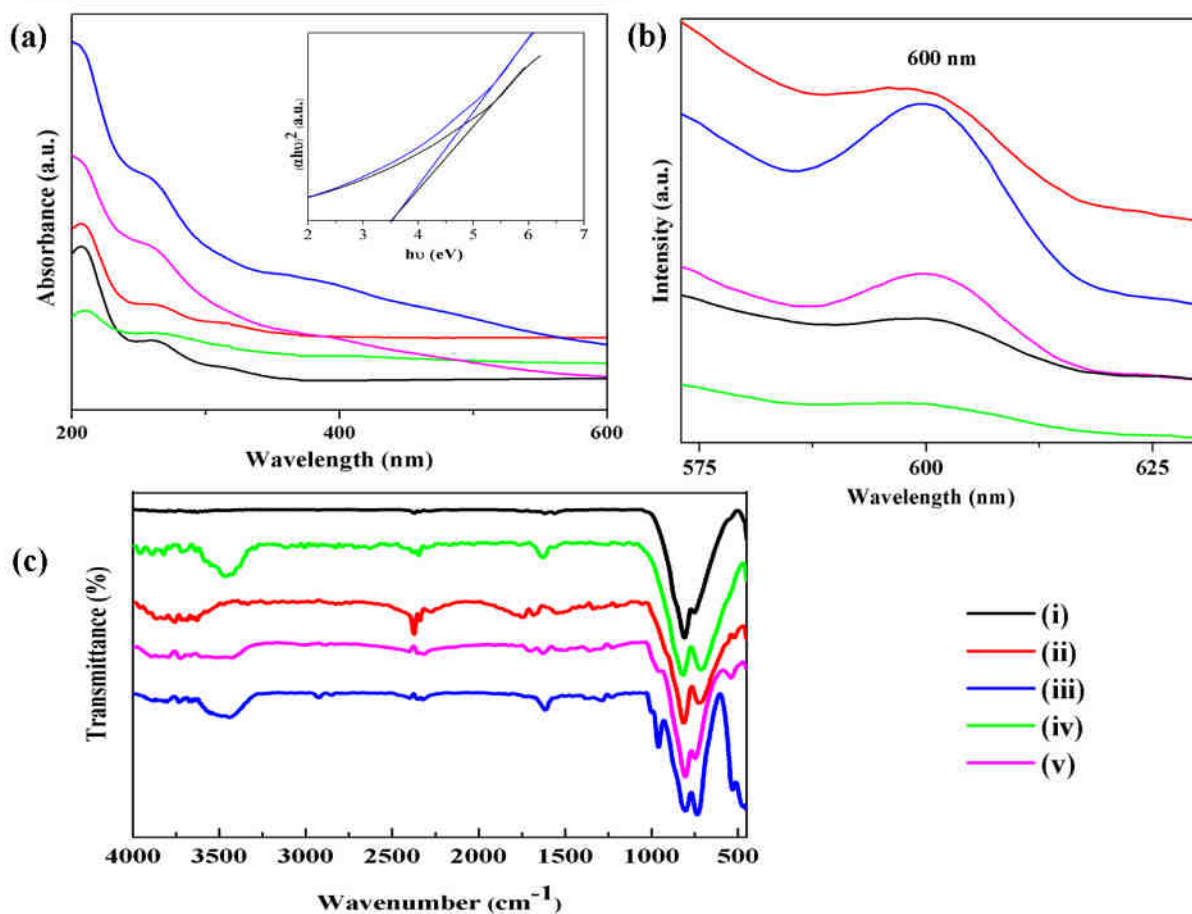 (a)
Absorbance (a.u.)
200
400
600
Wavelength (nm)
(αhυ)² (a.u.)
2
3
4
5
6
7
hυ (eV)
(b)
600 nm
Intensity (a.u.)
575
600
625
Wavelength (nm)
(c)
Transmittance (%)
4000
3500
3000
2500
2000
1500
1000
500
Wavenumber (cm⁻¹)
(i)
(ii)
(iii)
(iv)
(v)